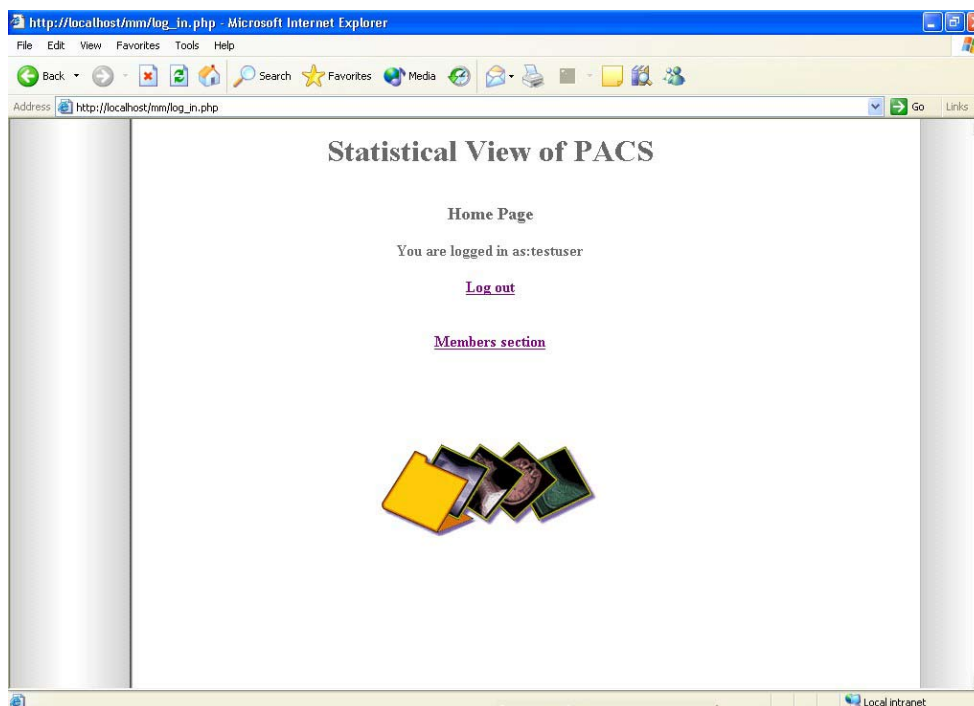 http://localhost/mm/log_in.php - Microsoft Internet Explorer
File Edit View Favorites Tools Help
Back Search Favorites Media
Address http://localhost/mm/log_in.php Go Links
Statistical View of PACS
Home Page
You are logged in as:testuser
Log out
Members section
Local intranet